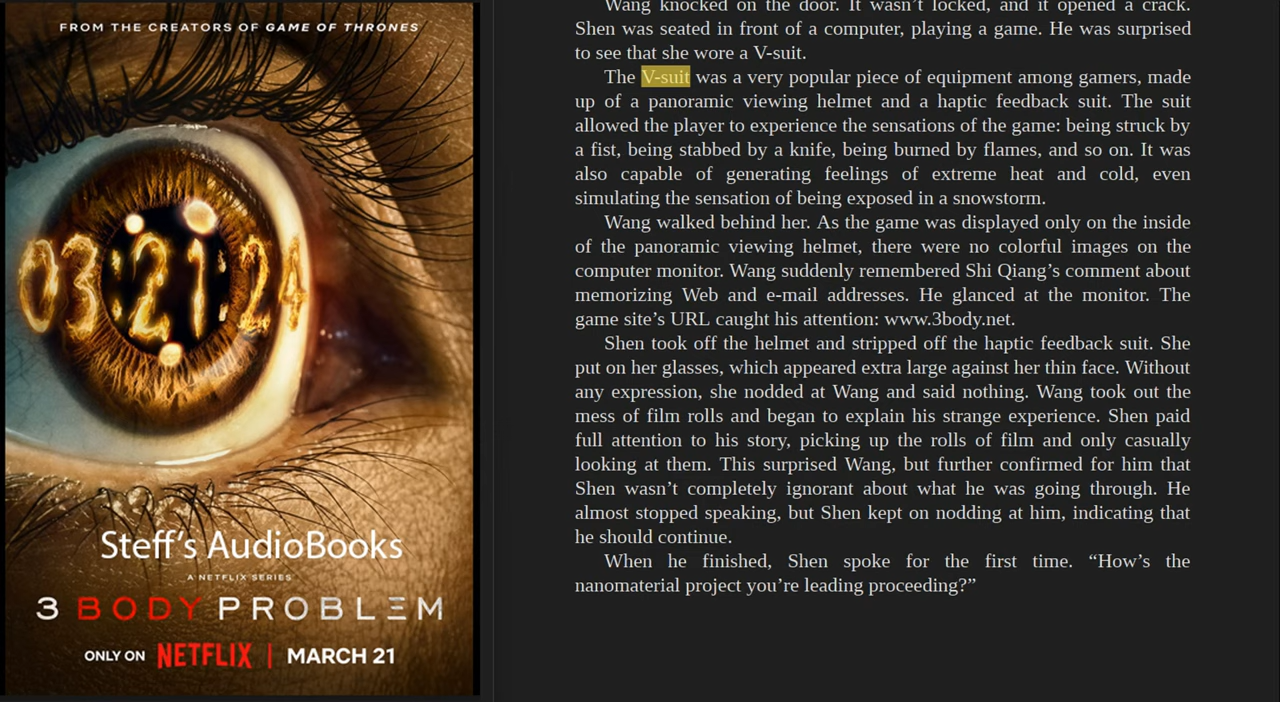 FROM THE CREATORS OF GAME OF THRONES
03:21:24
Steff's AudioBooks
A NETFLIX SERIES
3 BODY PROBLEM
ONLY ON NETFLIX | MARCH 21
Wang knocked on the door. It wasn’t locked, and it opened a crack.
Shen was seated in front of a computer, playing a game. He was surprised
to see that she wore a V-suit.
The V-suit was a very popular piece of equipment among gamers, made
up of a panoramic viewing helmet and a haptic feedback suit. The suit
allowed the player to experience the sensations of the game: being struck by
a fist, being stabbed by a knife, being burned by flames, and so on. It was
also capable of generating feelings of extreme heat and cold, even
simulating the sensation of being exposed in a snowstorm.
Wang walked behind her. As the game was displayed only on the inside
of the panoramic viewing helmet, there were no colorful images on the
computer monitor. Wang suddenly remembered Shi Qiang’s comment about
memorizing Web and e-mail addresses. He glanced at the monitor. The
game site’s URL caught his attention: www.3body.net.
Shen took off the helmet and stripped off the haptic feedback suit. She
put on her glasses, which appeared extra large against her thin face. Without
any expression, she nodded at Wang and said nothing. Wang took out the
mess of film rolls and began to explain his strange experience. Shen paid
full attention to his story, picking up the rolls of film and only casually
looking at them. This surprised Wang, but further confirmed for him that
Shen wasn’t completely ignorant about what he was going through. He
almost stopped speaking, but Shen kept on nodding at him, indicating that
he should continue.
When he finished, Shen spoke for the first time. “How’s the
nanomaterial project you’re leading proceeding?”